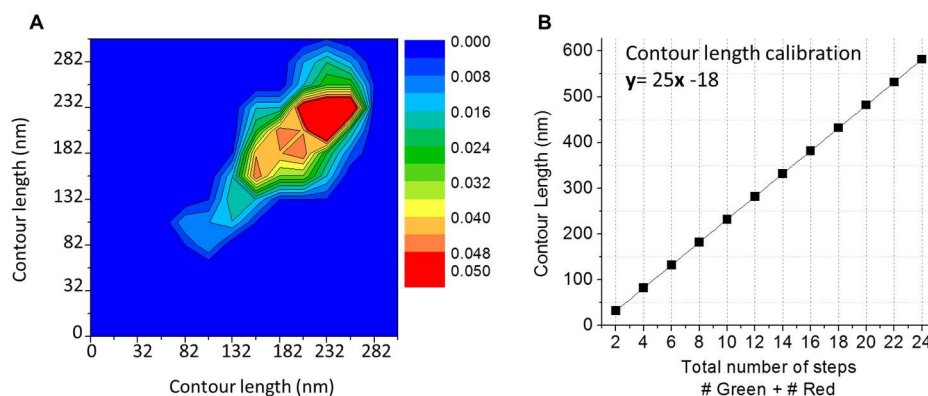 A
Contour length (nm)
282
232
182
132
82
32
0
0 32 82 132 182 232 282
Contour length (nm)
0.000
0.008
0.016
0.024
0.032
0.040
0.048
0.050
B
Contour length calibration
y= 25x -18
Contour Length (nm)
600
500
400
300
200
100
0
2 4 6 8 10 12 14 16 18 20 22 24
Total number of steps
# Green + # Red